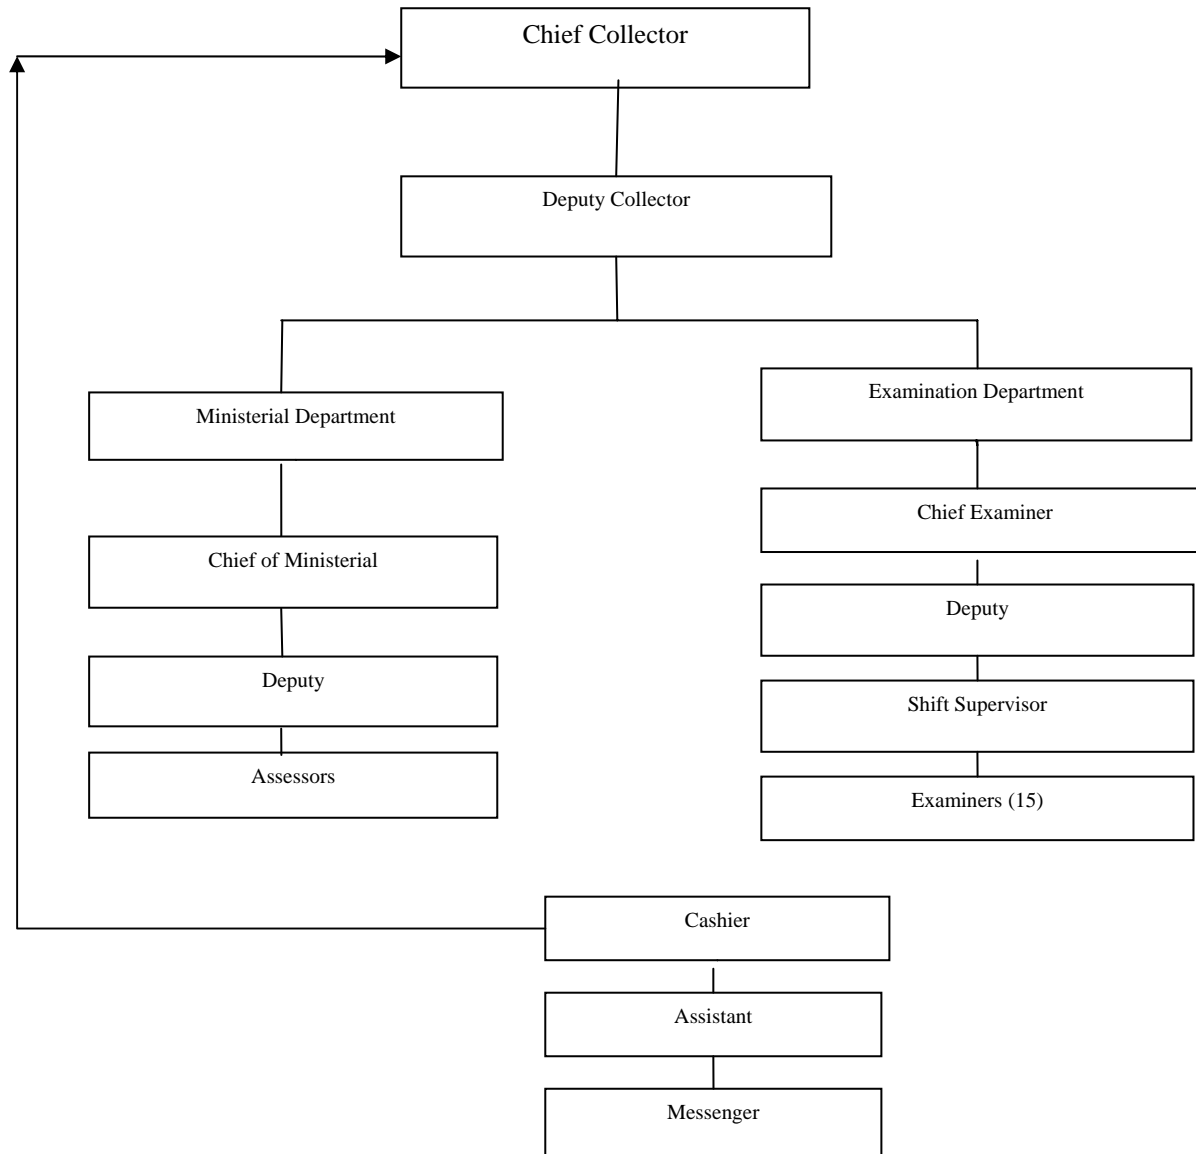 Chief Collector
Deputy Collector
Ministerial Department
Chief of Ministerial
Deputy
Assessors
Examination Department
Chief Examiner
Deputy
Shift Supervisor
Examiners (15)
Cashier
Assistant
Messenger